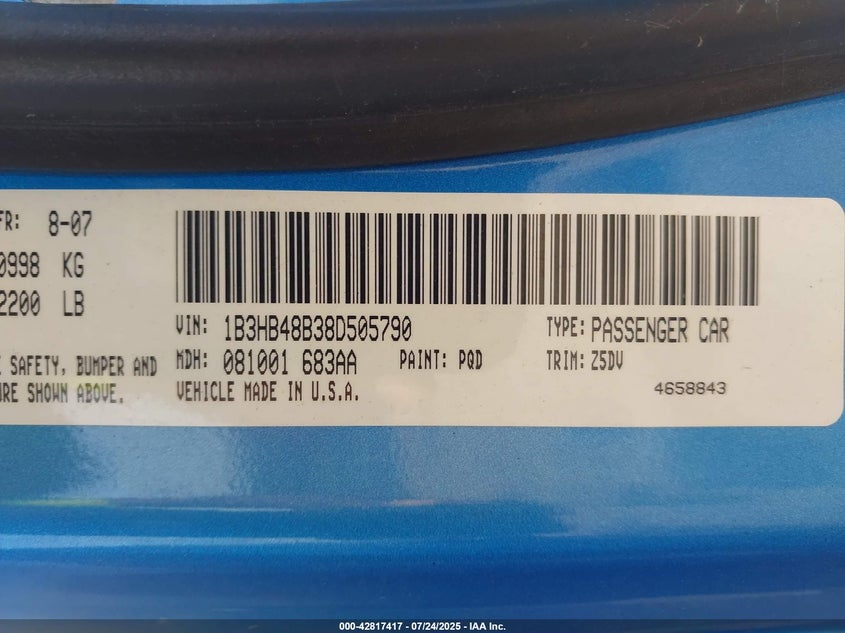 FR: 8-07
0998 KG
2200 LB
SAFETY, BUMPER AND
SHOWN ABOVE.
VIN: 1B3HB48B38D505790
TYPE: PASSENGER CAR
MDH: 081001 683AA
PAINT: PQD
TRIM: Z5DV
VEHICLE MADE IN U.S.A.
4658843
000-42817417 - 07/24/2025 - IAA Inc.